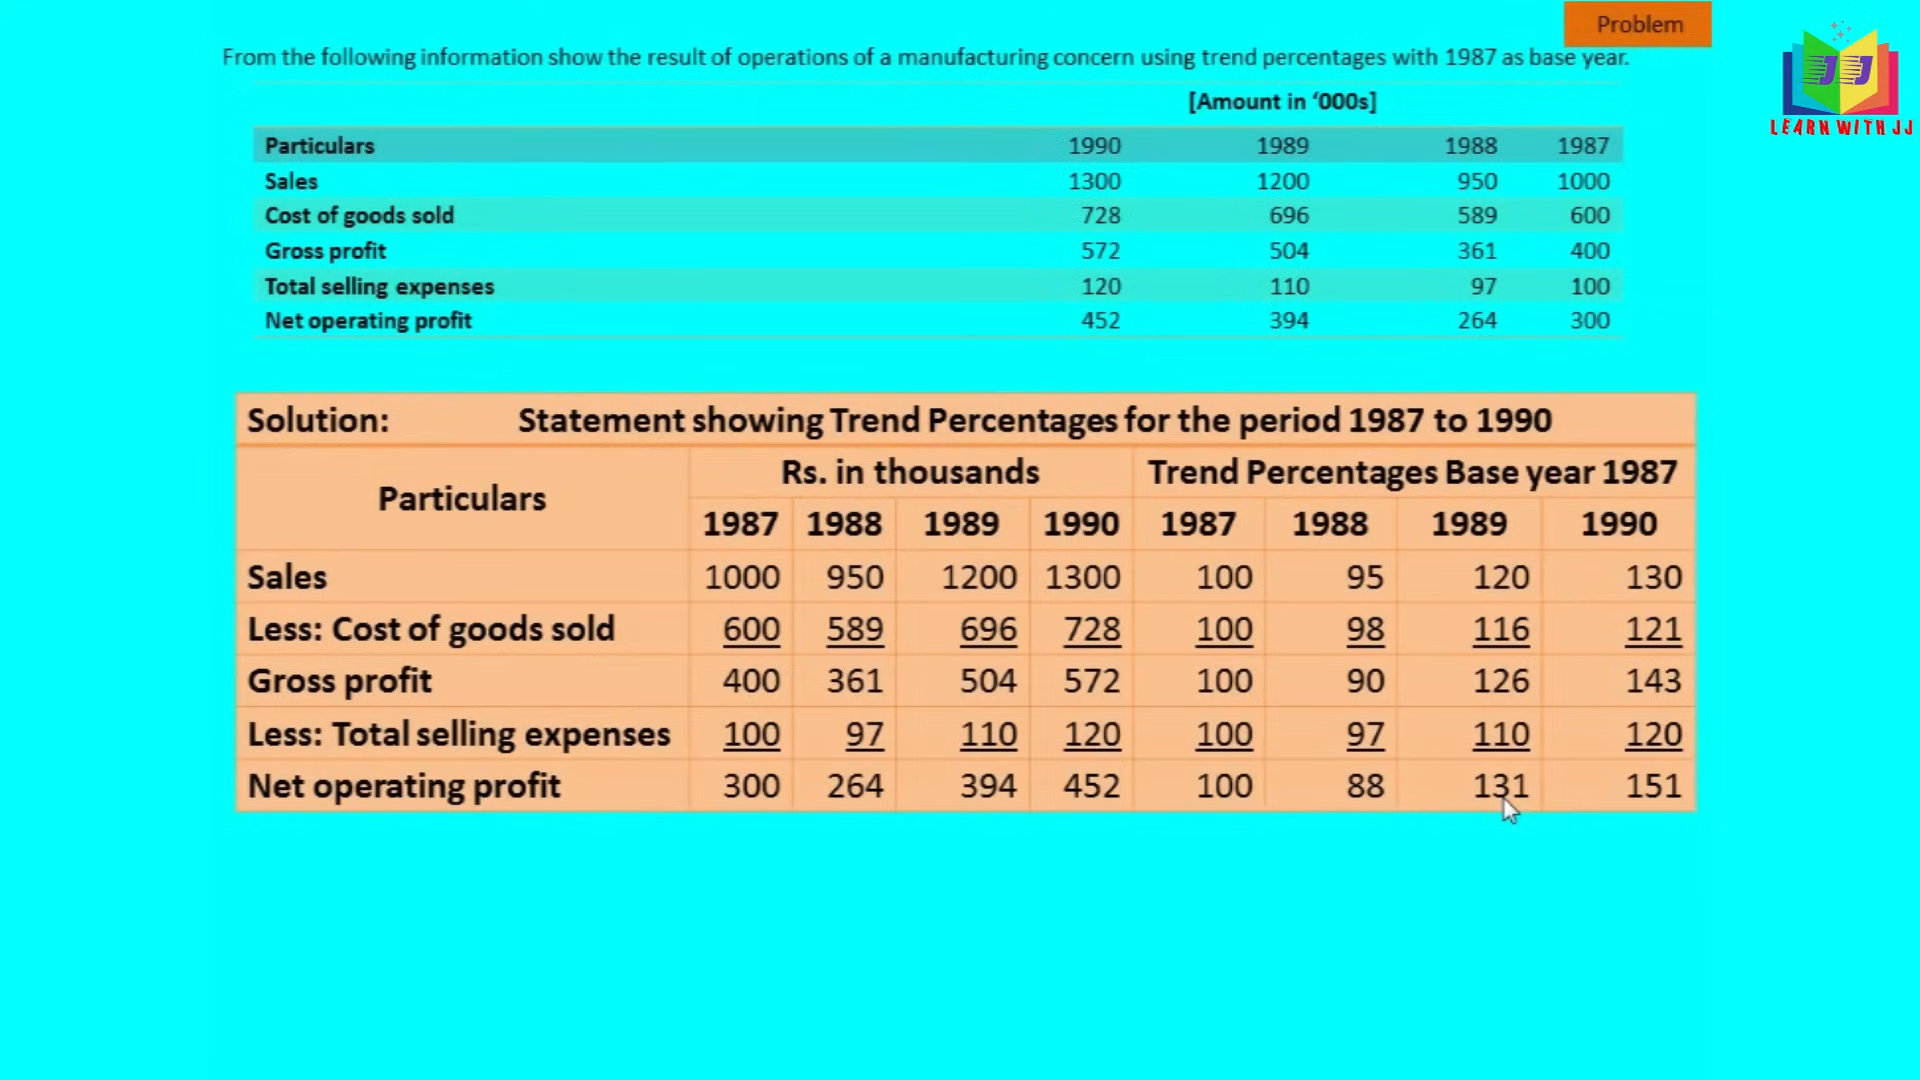 Problem
From the following information show the result of operations of a manufacturing concern using trend percentages with 1987 as base year.
JJ
LEARN WITH JJ
[Amount in ‘000s]
Particulars 1990 1989 1988 1987
Sales 1300 1200 950 1000
Cost of goods sold 728 696 589 600
Gross profit 572 504 361 400
Total selling expenses 120 110 97 100
Net operating profit 452 394 264 300
Solution: Statement showing Trend Percentages for the period 1987 to 1990
Particulars Rs. in thousands Trend Percentages Base year 1987
1987 1988 1989 1990 1987 1988 1989 1990
Sales 1000 950 1200 1300 100 95 120 130
Less: Cost of goods sold 600 589 696 728 100 98 116 121
Gross profit 400 361 504 572 100 90 126 143
Less: Total selling expenses 100 97 110 120 100 97 110 120
Net operating profit 300 264 394 452 100 88 131 151